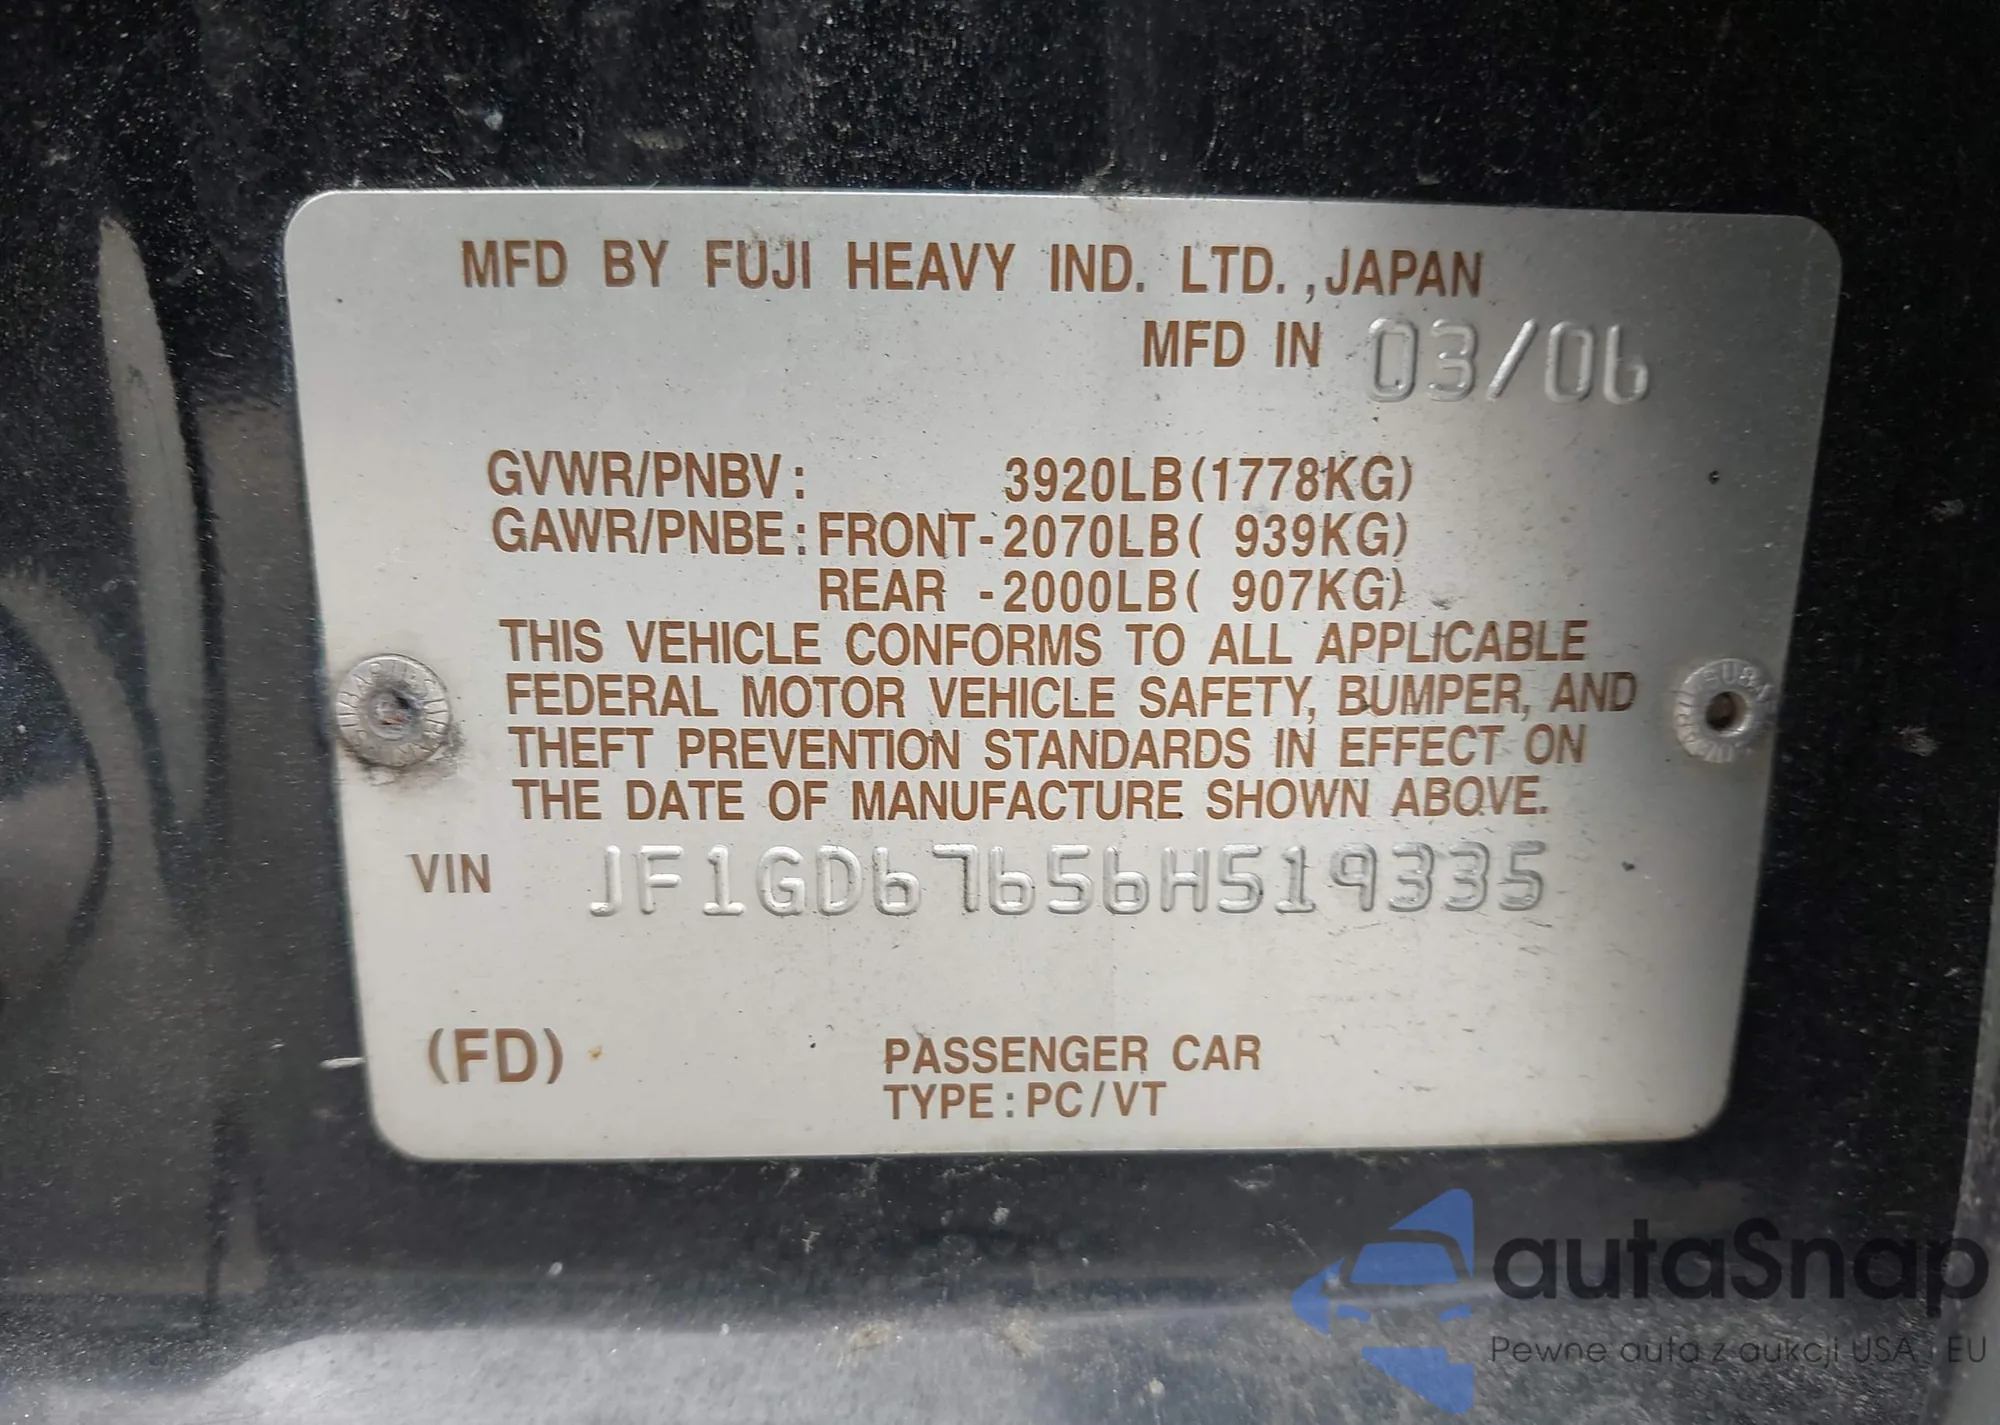 MFD BY FUJI HEAVY IND. LTD.,JAPAN
MFD IN 03/06
GVWR/PNBV: 3920LB(1778KG)
GAWR/PNBE:FRONT-2070LB( 939KG)
REAR -2000LB( 907KG)
THIS VEHICLE CONFORMS TO ALL APPLICABLE
FEDERAL MOTOR VEHICLE SAFETY, BUMPER, AND
THEFT PREVENTION STANDARDS IN EFFECT ON
THE DATE OF MANUFACTURE SHOWN ABOVE.
VIN JF1GD67656H519335
(FD) PASSENGER CAR
TYPE:PC/VT
autaSnap
Pewne auta z aukcji USA i EU